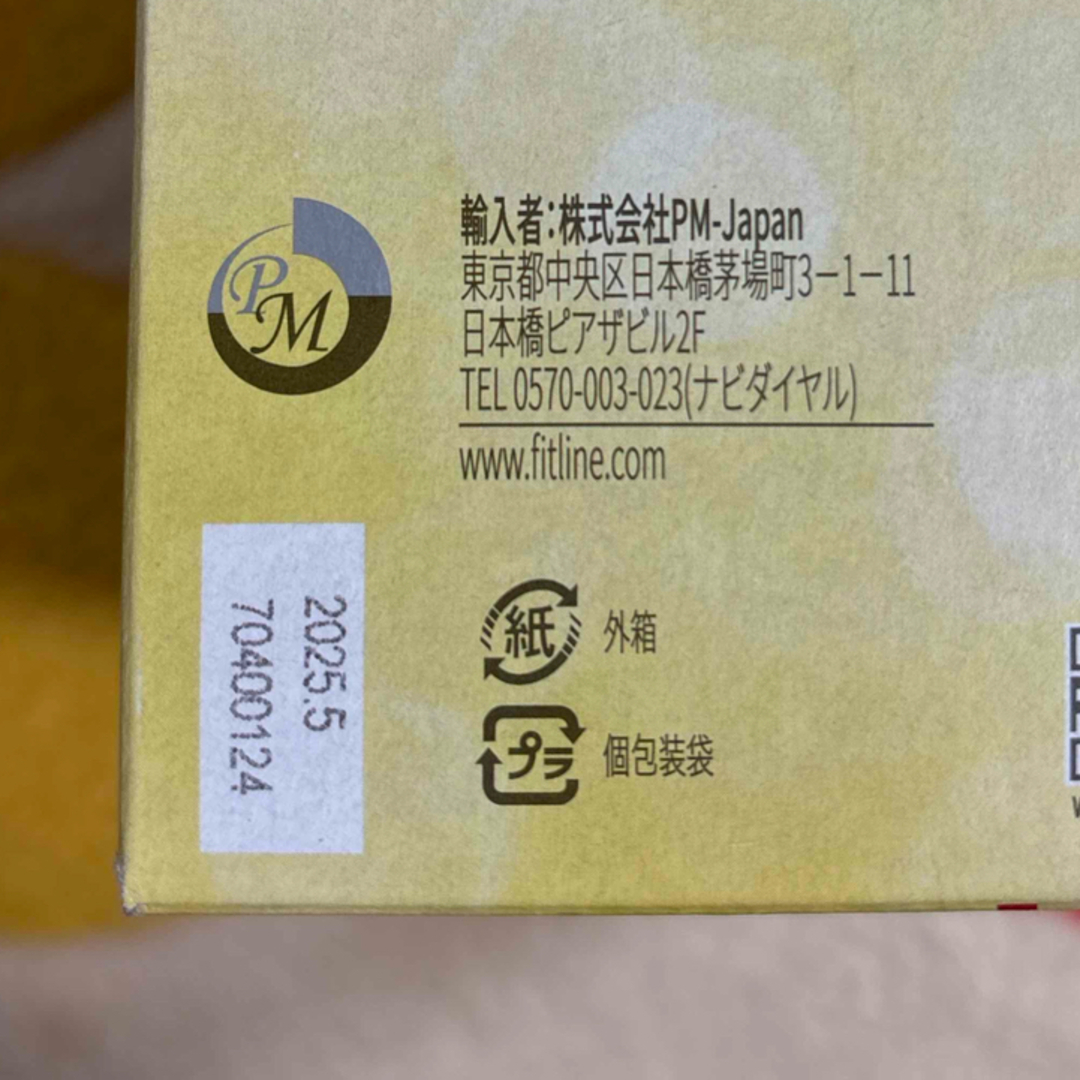 PM
輸入者：株式会社PM-Japan
東京都中央区日本橋茅場町3－1－11
日本橋ピアザビル2F
TEL 0570-003-023(ナビダイヤル)
www.fitline.com
2025.5
70400124
紙 外箱
プラ 個包装袋